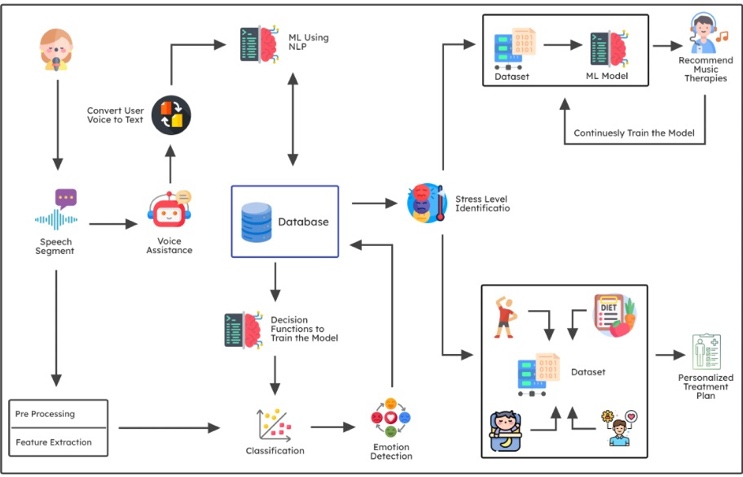 ML Using
NLP
Dataset
ML Model
Recommend
Music
Therapies
Convert User
Voice to Text
Continuesly Train the Model
Speech
Segment
Voice
Assistance
Database
Stress Level
Identificatio
Decision
Functions to
Train the Model
DIET
Dataset
Personalized
Treatment
Plan
Pre Processing
Feature Extraction
Classification
Emotion
Detection